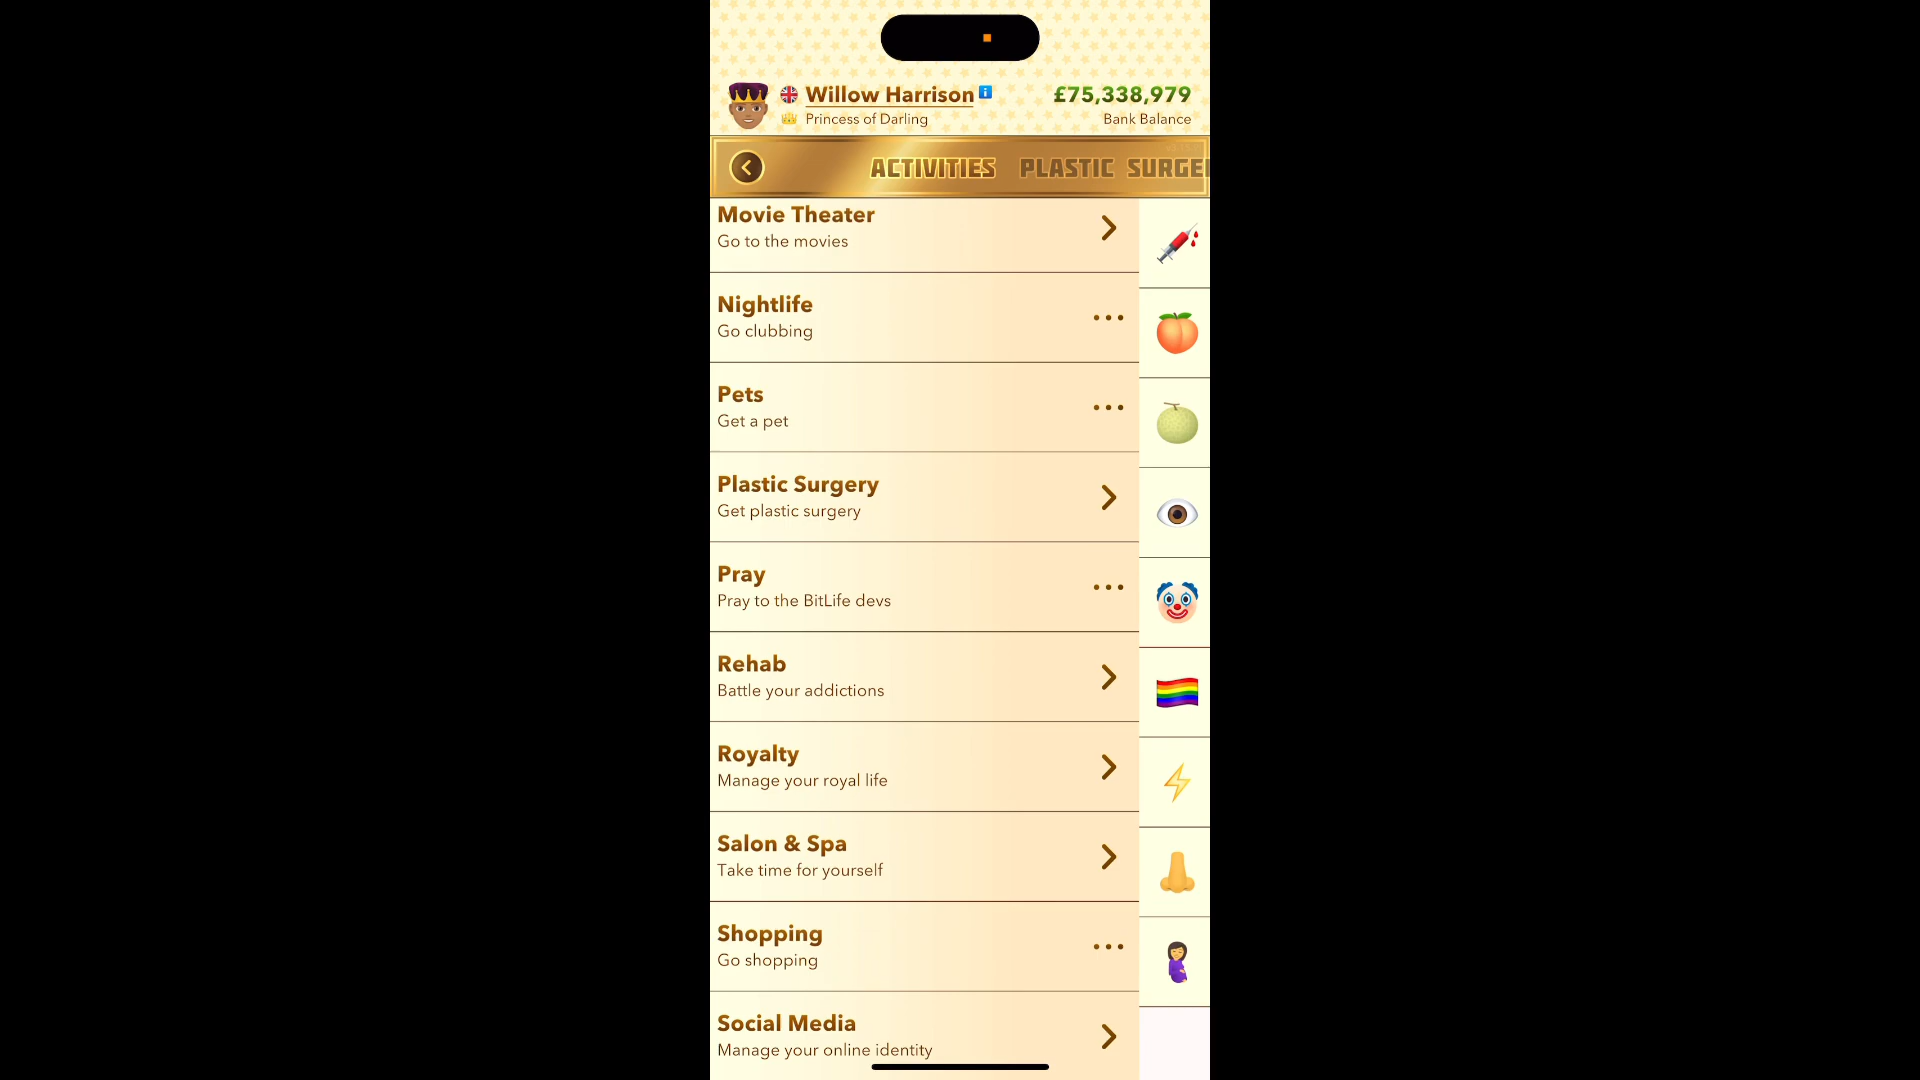 Willow Harrison
£75,338,979
Princess of Darling
Bank Balance
ACTIVITIES
PLASTIC SURGE
Movie Theater
Go to the movies
Nightlife
Go clubbing
Pets
Get a pet
Plastic Surgery
Get plastic surgery
Pray
Pray to the BitLife devs
Rehab
Battle your addictions
Royalty
Manage your royal life
Salon & Spa
Take time for yourself
Shopping
Go shopping
Social Media
Manage your online identity